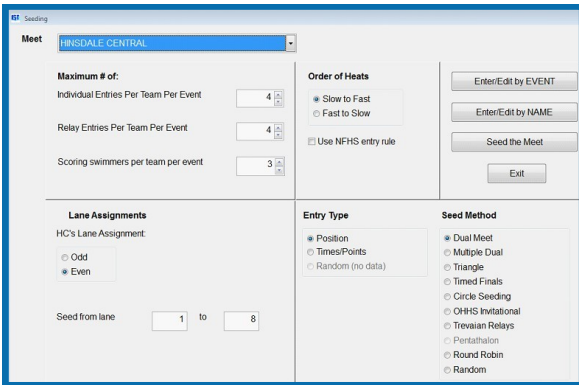 Seeding
Meet
HINSDALE CENTRAL
Maximum # of:
Individual Entries Per Team Per Event
4
Relay Entries Per Team Per Event
4
Scoring swimmers per team per event
3
Order of Heats
Slow to Fast
Fast to Slow
Use NFHS entry rule
Enter/Edit by EVENT
Enter/Edit by NAME
Seed the Meet
Exit
Lane Assignments
HC's Lane Assignment:
Odd
Even
Seed from lane 1 to 8
Entry Type
Position
Times/Points
Random (no data)
Seed Method
Dual Meet
Multiple Dual
Triangle
Timed Finals
Circle Seeding
OHHS Invitational
Trevaian Relays
Pentathalon
Round Robin
Random